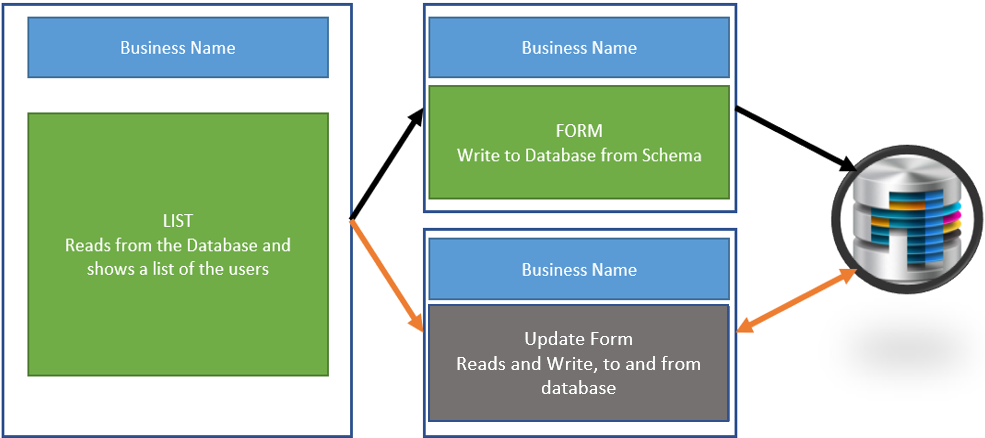 Business Name
LIST
Reads from the Database and
shows a list of the users
Business Name
FORM
Write to Database from Schema
Business Name
Update Form
Reads and Write, to and from
database